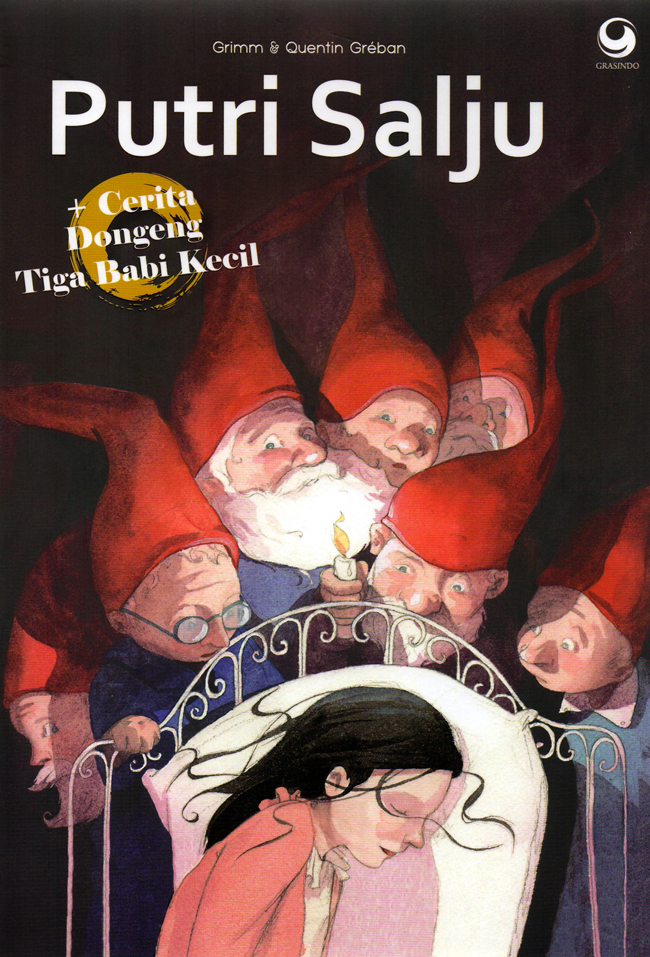 Grimm & Quentin Gréban
GRASINDO
Putri Salju
+ Cerita
Dongeng
Tiga Babi Kecil